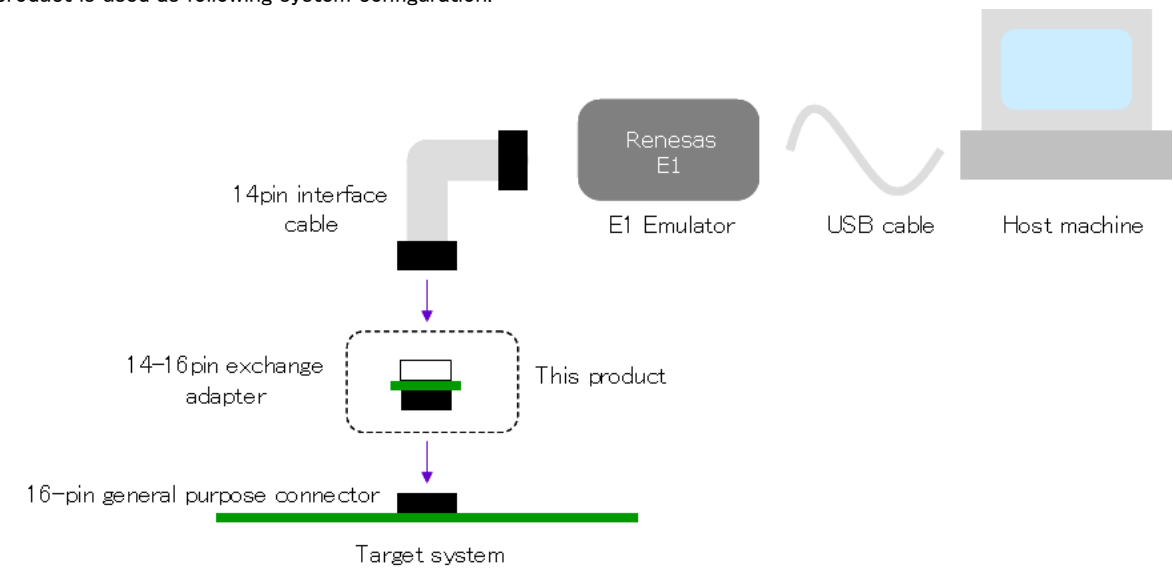 product is used as following system configuration.
Renesas
E1
14pin interface
cable
E1 Emulator
USB cable
Host machine
14-16pin exchange
adapter
This product
16-pin general purpose connector
Target system